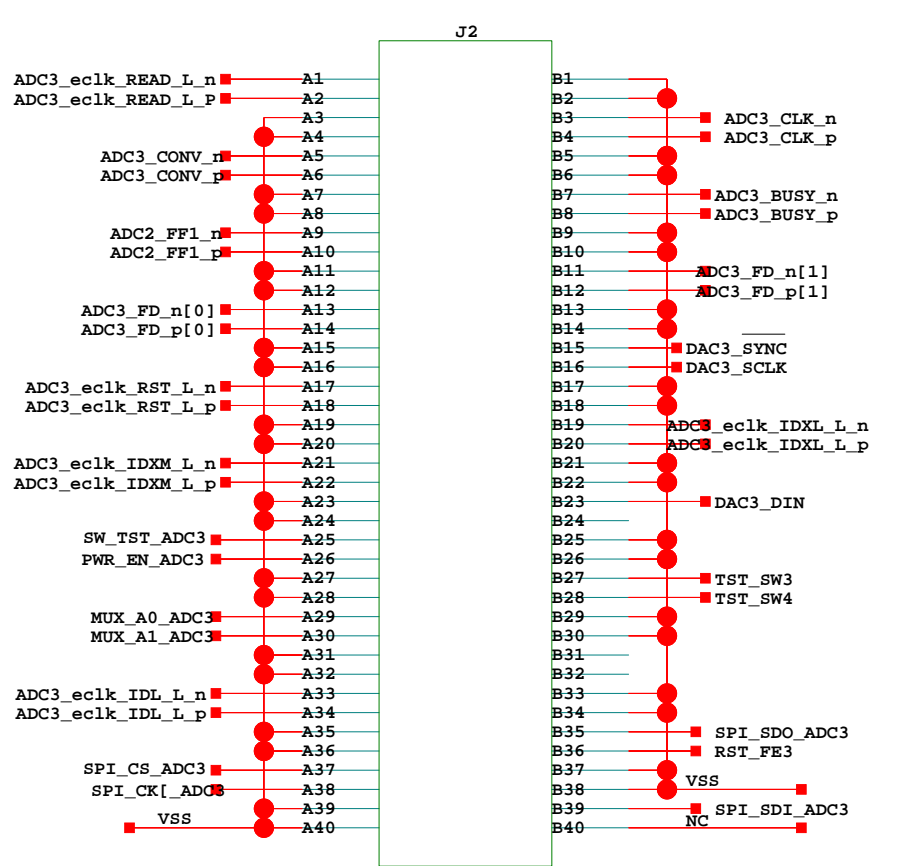 J2
ADC3_eclk_READ_L_n A1 B1
ADC3_eclk_READ_L_P A2 B2
A3 B3 ADC3_CLK_n
A4 B4 ADC3_CLK_p
ADC3_CONV_n A5 B5
ADC3_CONV_p A6 B6
A7 B7 ADC3_BUSY_n
A8 B8 ADC3_BUSY_p
ADC2_FF1_n A9 B9
ADC2_FF1_p A10 B10
A11 B11 ADC3_FD_n[1]
A12 B12 ADC3_FD_p[1]
ADC3_FD_n[0] A13 B13
ADC3_FD_p[0] A14 B14
A15 B15 DAC3_SYNC
A16 B16 DAC3_SCLK
ADC3_eclk_RST_L_n A17 B17
ADC3_eclk_RST_L_p A18 B18
A19 B19 ADC3_eclk_IDXL_L_n
A20 B20 ADC3_eclk_IDXL_L_p
ADC3_eclk_IDXM_L_n A21 B21
ADC3_eclk_IDXM_L_p A22 B22
A23 B23 DAC3_DIN
A24 B24
SW_TST_ADC3 A25 B25
PWR_EN_ADC3 A26 B26
A27 B27 TST_SW3
A28 B28 TST_SW4
MUX_A0_ADC3 A29 B29
MUX_A1_ADC3 A30 B30
A31 B31
A32 B32
ADC3_eclk_IDL_L_n A33 B33
ADC3_eclk_IDL_L_p A34 B34
A35 B35 SPI_SDO_ADC3
A36 B36 RST_FE3
SPI_CS_ADC3 A37 B37
SPI_CK[_ADC3 A38 B38 VSS
A39 B39 SPI_SDI_ADC3
VSS A40 B40 NC